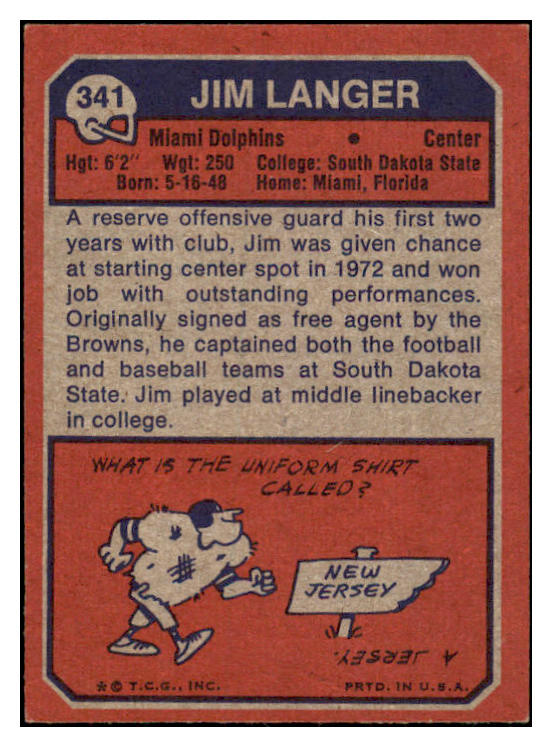 341
JIM LANGER
Miami Dolphins • Center
Hgt: 6'2" Wgt: 250 College: South Dakota State
Born: 5-16-48 Home: Miami, Florida
A reserve offensive guard his first two
years with club, Jim was given chance
at starting center spot in 1972 and won
job with outstanding performances.
Originally signed as free agent by the
Browns, he captained both the football
and baseball teams at South Dakota
State. Jim played at middle linebacker
in college.
WHAT IS THE UNIFORM SHIRT
CALLED?
NEW
JERSEY
A JERSEY.
* © T.C.G., INC. PRTD. IN U.S.A.